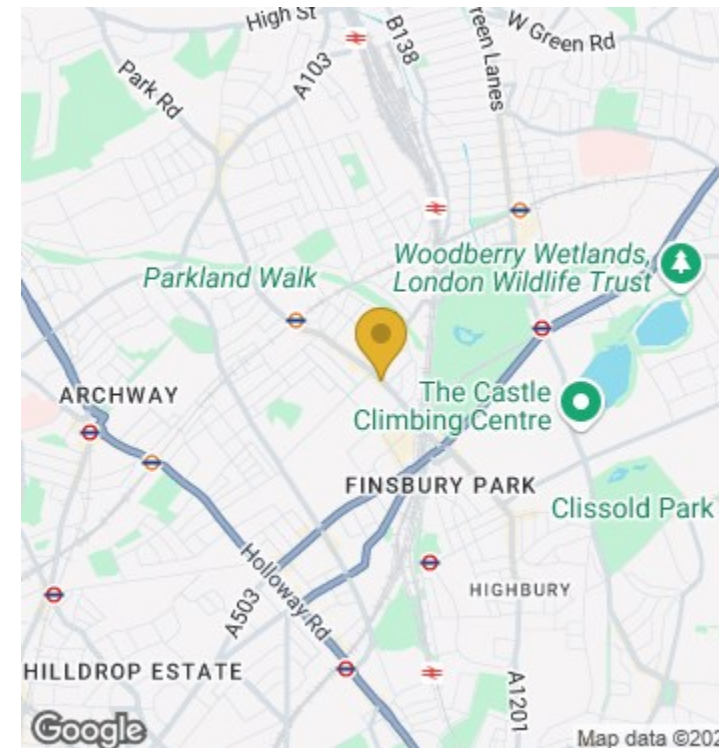 High St
B138
Green Lanes
W Green Rd
Park Rd
A103
Woodberry Wetlands,
London Wildlife Trust
Parkland Walk
ARCHWAY
The Castle
Climbing Centre
FINSBURY PARK
Clissold Park
Holloway Rd
A503
HIGHBURY
HILLDROP ESTATE
A1201
Google
Map data ©202